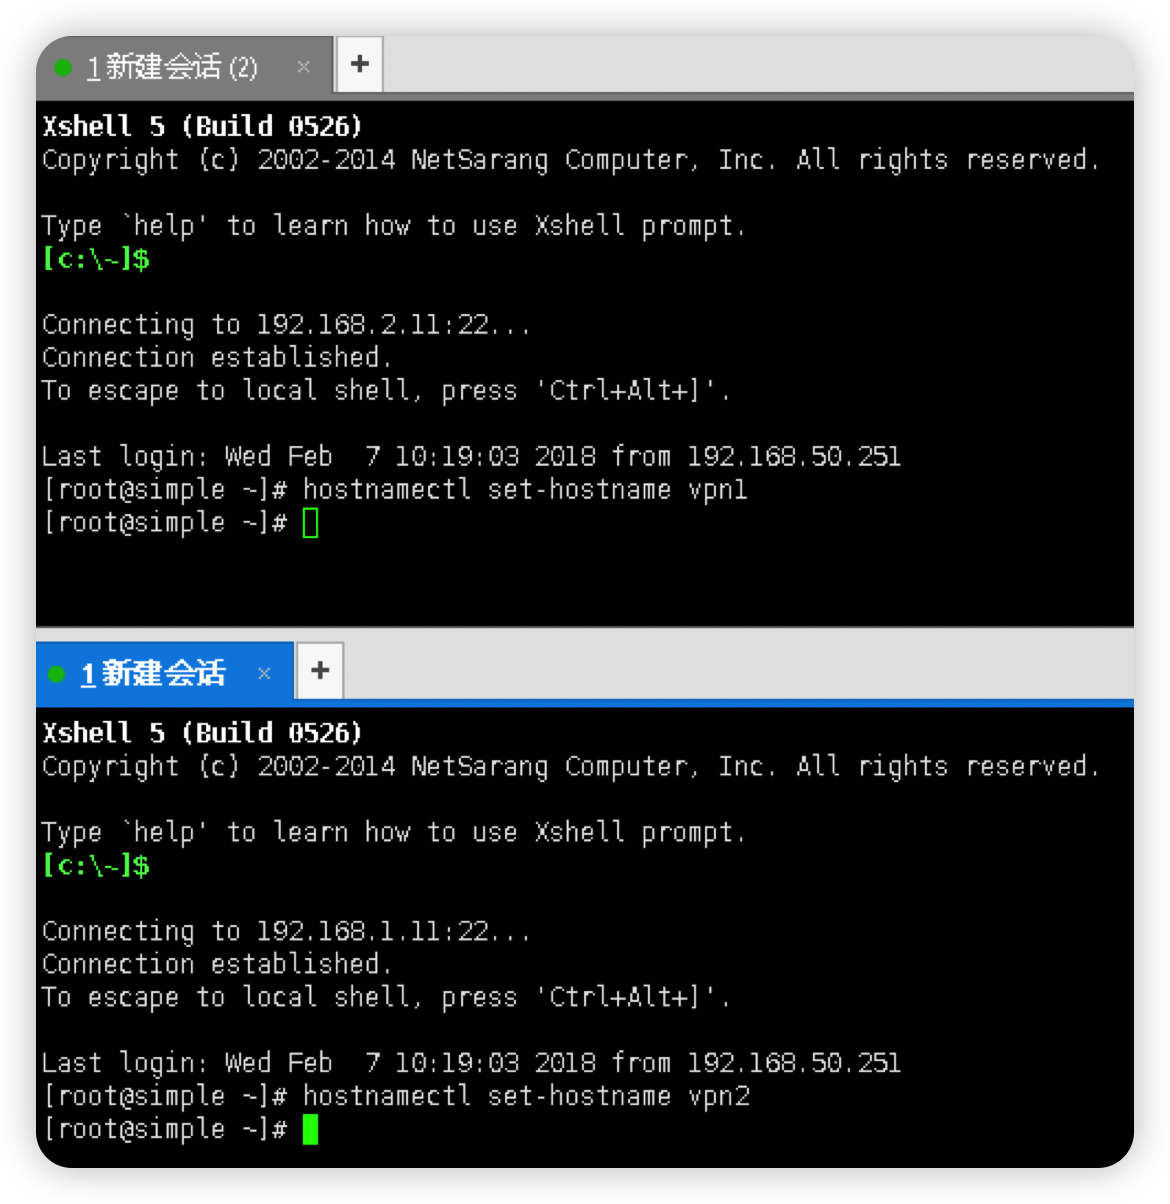 1 新建会话 (2) × +
Xshell 5 (Build 0526)
Copyright (c) 2002-2014 NetSarang Computer, Inc. All rights reserved.
Type `help' to learn how to use Xshell prompt.
[c:\~]$
Connecting to 192.168.2.11:22...
Connection established.
To escape to local shell, press 'Ctrl+Alt+]'.
Last login: Wed Feb  7 10:19:03 2018 from 192.168.50.251
[root@simple ~]# hostnamectl set-hostname vpn1
[root@simple ~]#
1 新建会话 × +
Xshell 5 (Build 0526)
Copyright (c) 2002-2014 NetSarang Computer, Inc. All rights reserved.
Type `help' to learn how to use Xshell prompt.
[c:\~]$
Connecting to 192.168.1.11:22...
Connection established.
To escape to local shell, press 'Ctrl+Alt+]'.
Last login: Wed Feb  7 10:19:03 2018 from 192.168.50.251
[root@simple ~]# hostnamectl set-hostname vpn2
[root@simple ~]#